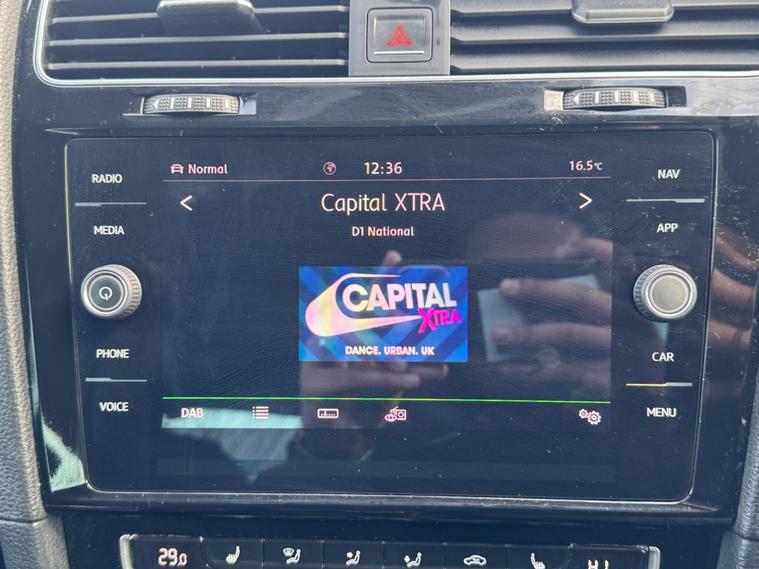 RADIO
MEDIA
PHONE
VOICE
Normal
12:36
16.5°C
< Capital XTRA >
D1 National
CAPITAL
XTRA
DANCE. URBAN. UK
DAB
NAV
APP
CAR
MENU
29.0
HI